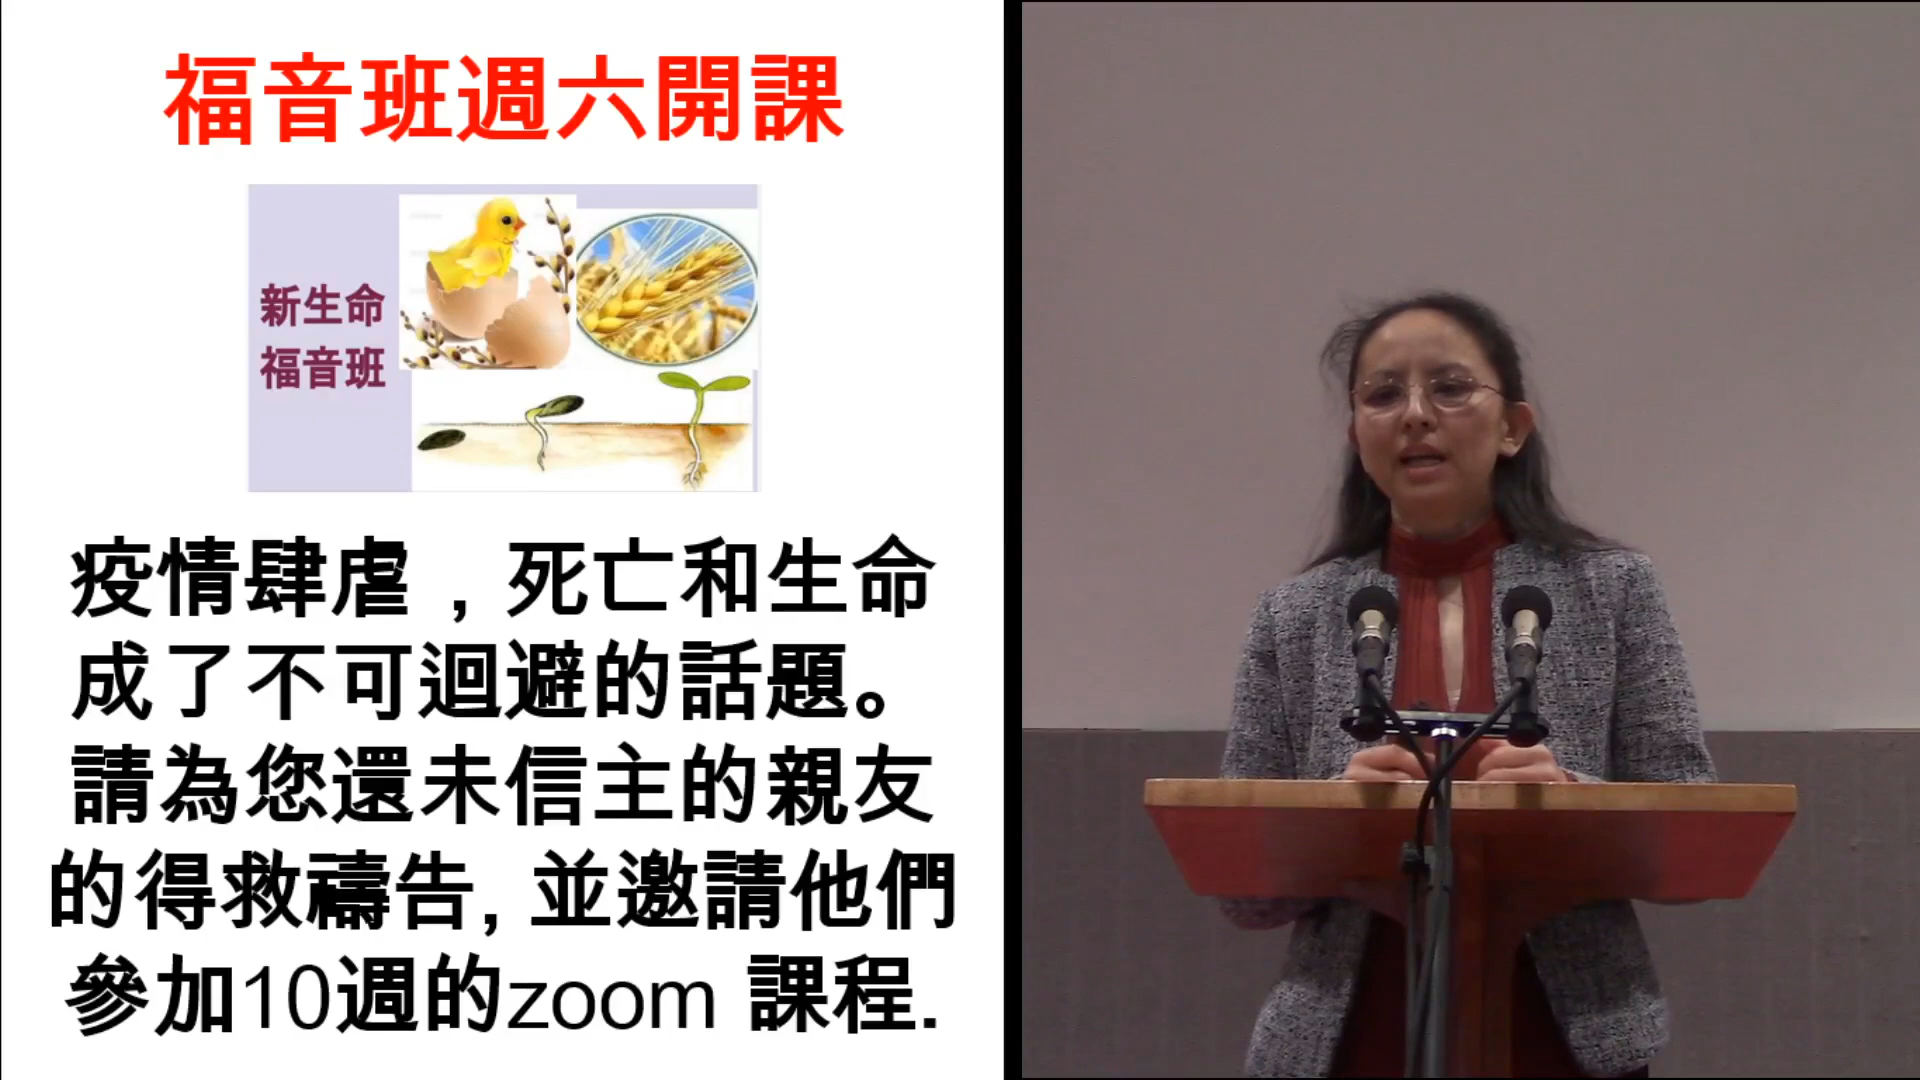 福音班週六開課
新生命
福音班
疫情肆虐，死亡和生命
成了不可迴避的話題。
請為您還未信主的親友
的得救禱告, 並邀請他們
參加10週的zoom 課程.